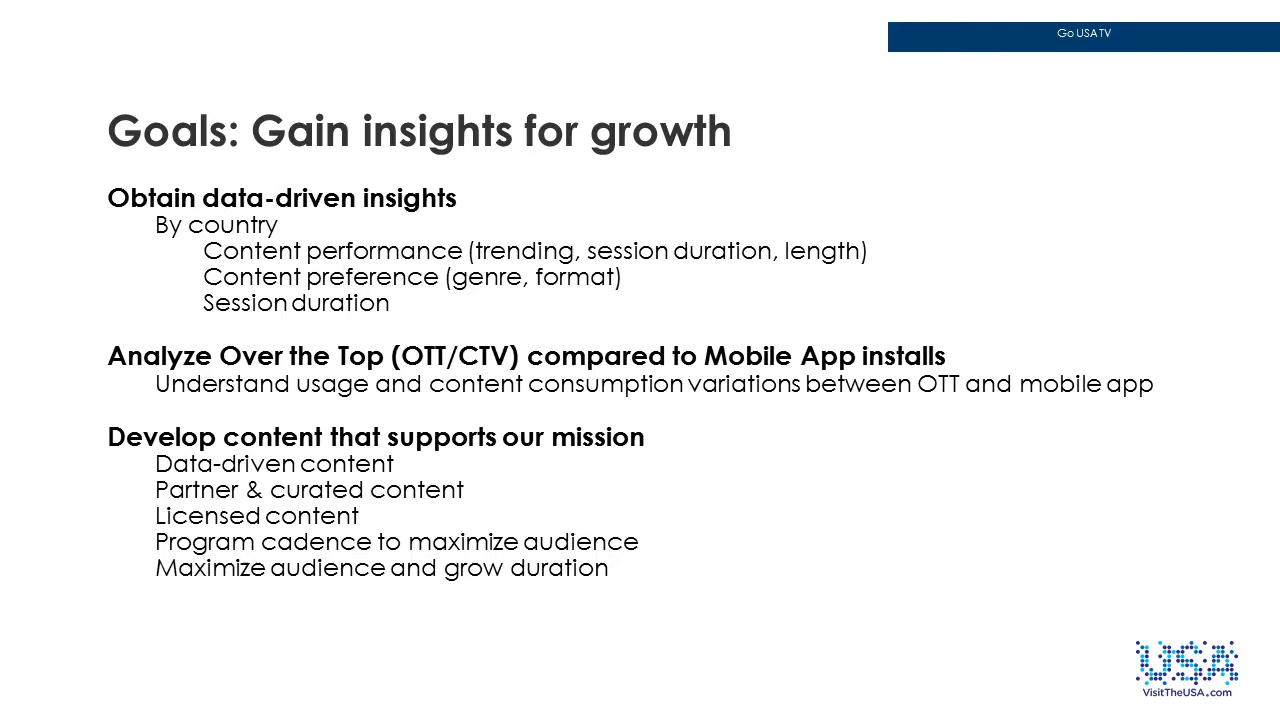 Go USA TV
Goals: Gain insights for growth
Obtain data-driven insights
By country
Content performance (trending, session duration, length)
Content preference (genre, format)
Session duration
Analyze Over the Top (OTT/CTV) compared to Mobile App installs
Understand usage and content consumption variations between OTT and mobile app
Develop content that supports our mission
Data-driven content
Partner & curated content
Licensed content
Program cadence to maximize audience
Maximize audience and grow duration
USA
VisitTheUSA.com